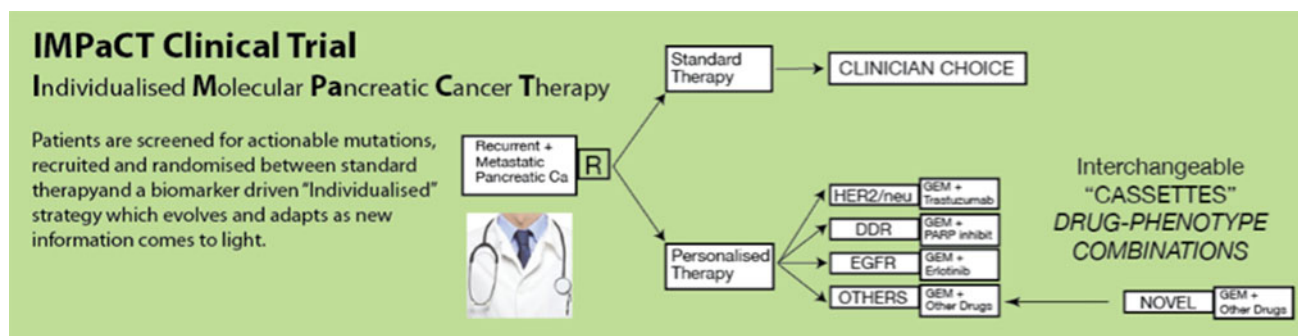 IMPaCT Clinical Trial
Individualised Molecular Pancreatic Cancer Therapy
Patients are screened for actionable mutations,
recruited and randomised between standard
therapyand a biomarker driven "Individualised"
strategy which evolves and adapts as new
information comes to light.
Recurrent +
Metastatic
Pancreatic Ca
R
Standard
Therapy
CLINICIAN CHOICE
Personalised
Therapy
HER2/neu
GEM +
Trastuzumab
DDR
GEM +
PARP inhibit
EGFR
GEM +
Erlotinib
OTHERS
GEM +
Other Drugs
Interchangeable
"CASSETTES"
DRUG-PHENOTYPE
COMBINATIONS
NOVEL
GEM +
Other Drugs